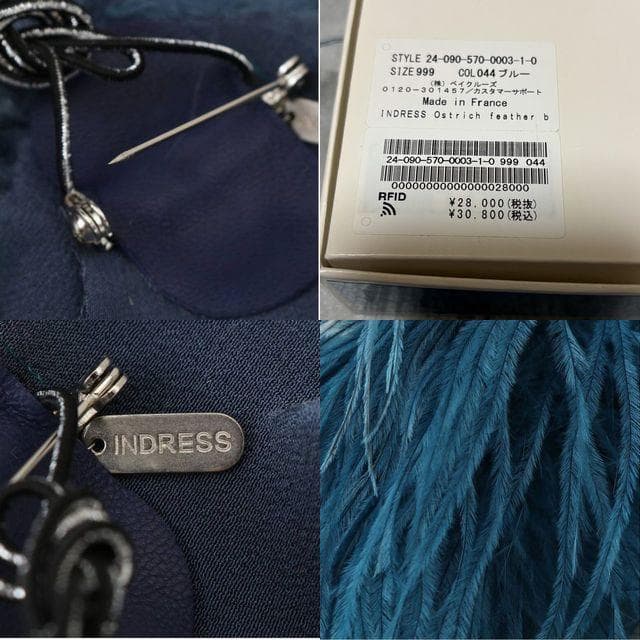 STYLE 24-090-570-0003-1-0
SIZE 999 COL 044 ブルー
(株) ベイクルーズ
0120-301457/カスタマーサポート
Made in France
INDRESS Ostrich feather b
24-090-570-0003-1-0 999 044
00000000000000028000
RFID
¥28,000(税抜)
¥30,800(税込)
INDRESS